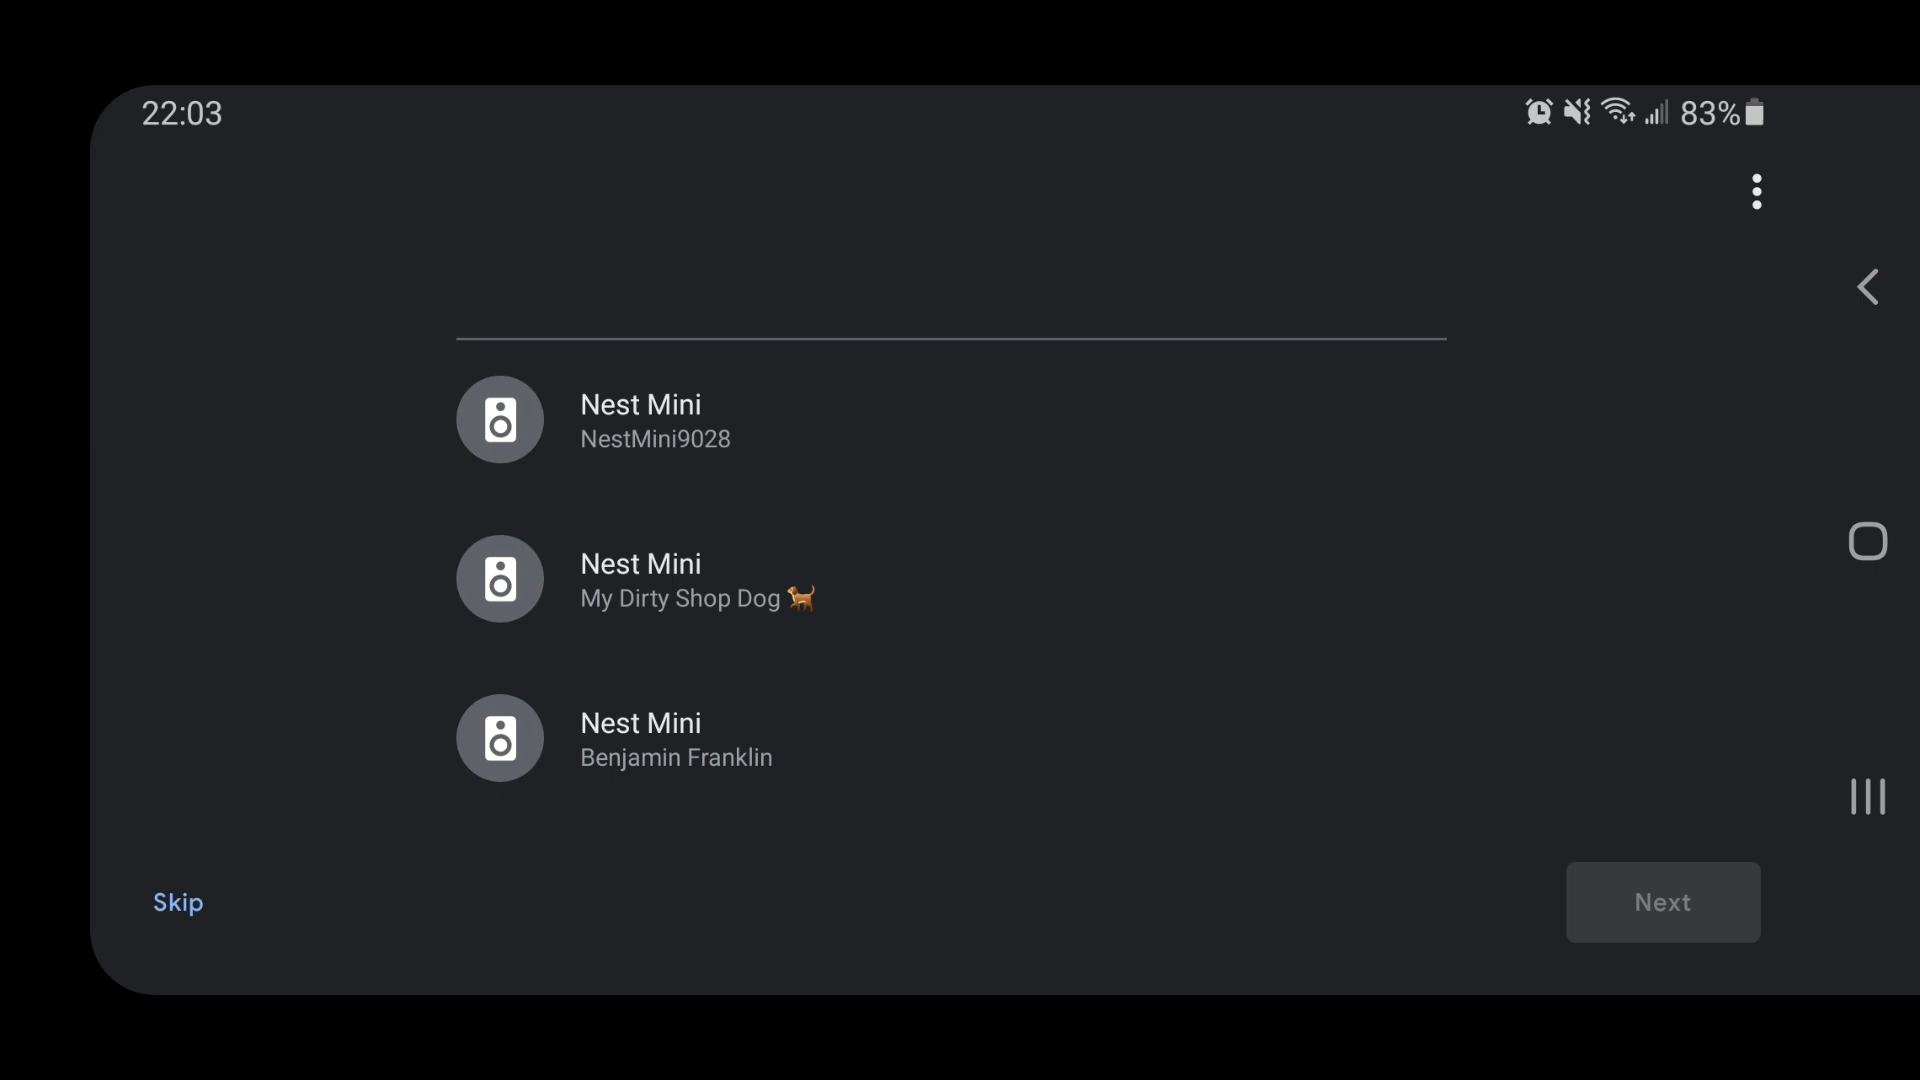 22:03
83%
Nest Mini
NestMini9028
Nest Mini
My Dirty Shop Dog 🐕
Nest Mini
Benjamin Franklin
Skip
Next